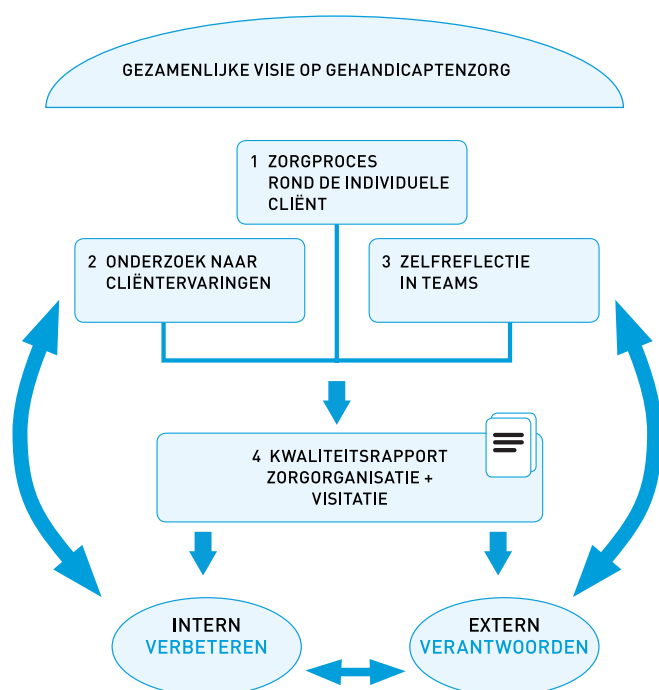 GEZAMENLIJKE VISIE OP GEHANDICAPTENZORG
1 ZORGPROCES
ROND DE INDIVIDUELE
CLIËNT
2 ONDERZOEK NAAR
CLIËNTERVARINGEN
3 ZELFREFLECTIE
IN TEAMS
4 KWALITEITSRAPPORT
ZORGORGANISATIE +
VISITATIE
INTERN
VERBETEREN
EXTERN
VERANTWOORDEN